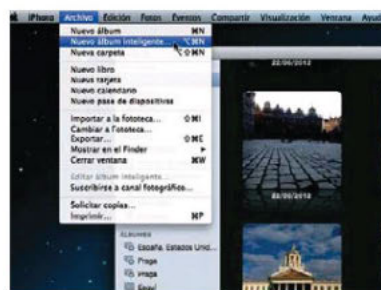 iPhoto Archivo Edición Fotos Eventos Compartir Visualización Ventana Ayuda
Nuevo álbum ⌘N
Nuevo álbum inteligente... ⌥⌘N
Nueva carpeta ⌥⇧⌘N
Nuevo libro
Nueva tarjeta
Nuevo calendario
Nuevo pase de diapositivas
Importar a la fototeca... ⇧⌘I
Cambiar a Fototeca...
Exportar... ⇧⌘E
Mostrar en el Finder
Cerrar ventana ⌘W
Editar álbum inteligente...
Suscribirse a canal fotográfico...
Solicitar copias...
Imprimir... ⌘P
22/06/2012
22/06/2012
ÁLBUMES
España, Estados Unid...
Praga